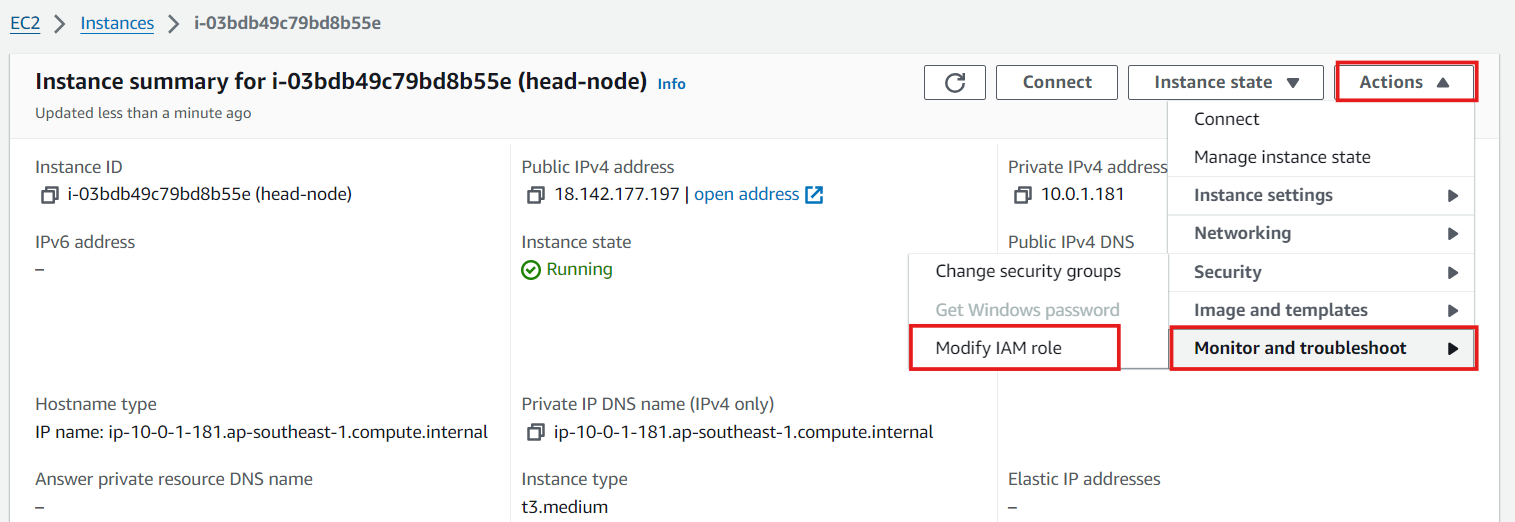 EC2 > Instances > i-03bdb49c79bd8b55e
Instance summary for i-03bdb49c79bd8b55e (head-node) Info
Updated less than a minute ago
Connect
Instance state
Actions
Connect
Manage instance state
Instance settings
Networking
Security
Image and templates
Monitor and troubleshoot
Change security groups
Get Windows password
Modify IAM role
Instance ID
i-03bdb49c79bd8b55e (head-node)
Public IPv4 address
18.142.177.197 | open address
Private IPv4 address
10.0.1.181
IPv6 address
–
Instance state
Running
Public IPv4 DNS
Hostname type
IP name: ip-10-0-1-181.ap-southeast-1.compute.internal
Private IP DNS name (IPv4 only)
ip-10-0-1-181.ap-southeast-1.compute.internal
Answer private resource DNS name
–
Instance type
t3.medium
Elastic IP addresses
–